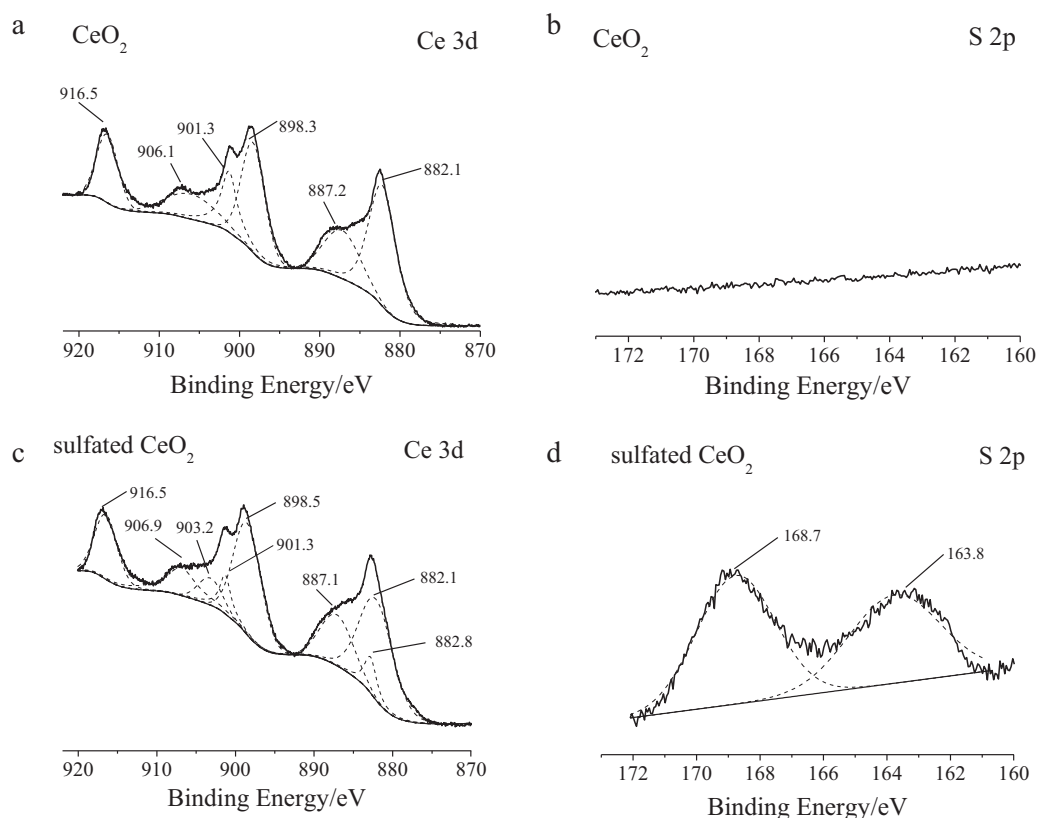 a
CeO2
Ce 3d
916.5
906.1
901.3
898.3
887.2
882.1
920 910 900 890 880 870
Binding Energy/eV
b
CeO2
S 2p
172 170 168 166 164 162 160
Binding Energy/eV
c
sulfated CeO2
Ce 3d
916.5
906.9
903.2
898.5
901.3
887.1
882.1
882.8
920 910 900 890 880 870
Binding Energy/eV
d
sulfated CeO2
S 2p
168.7
163.8
172 170 168 166 164 162 160
Binding Energy/eV